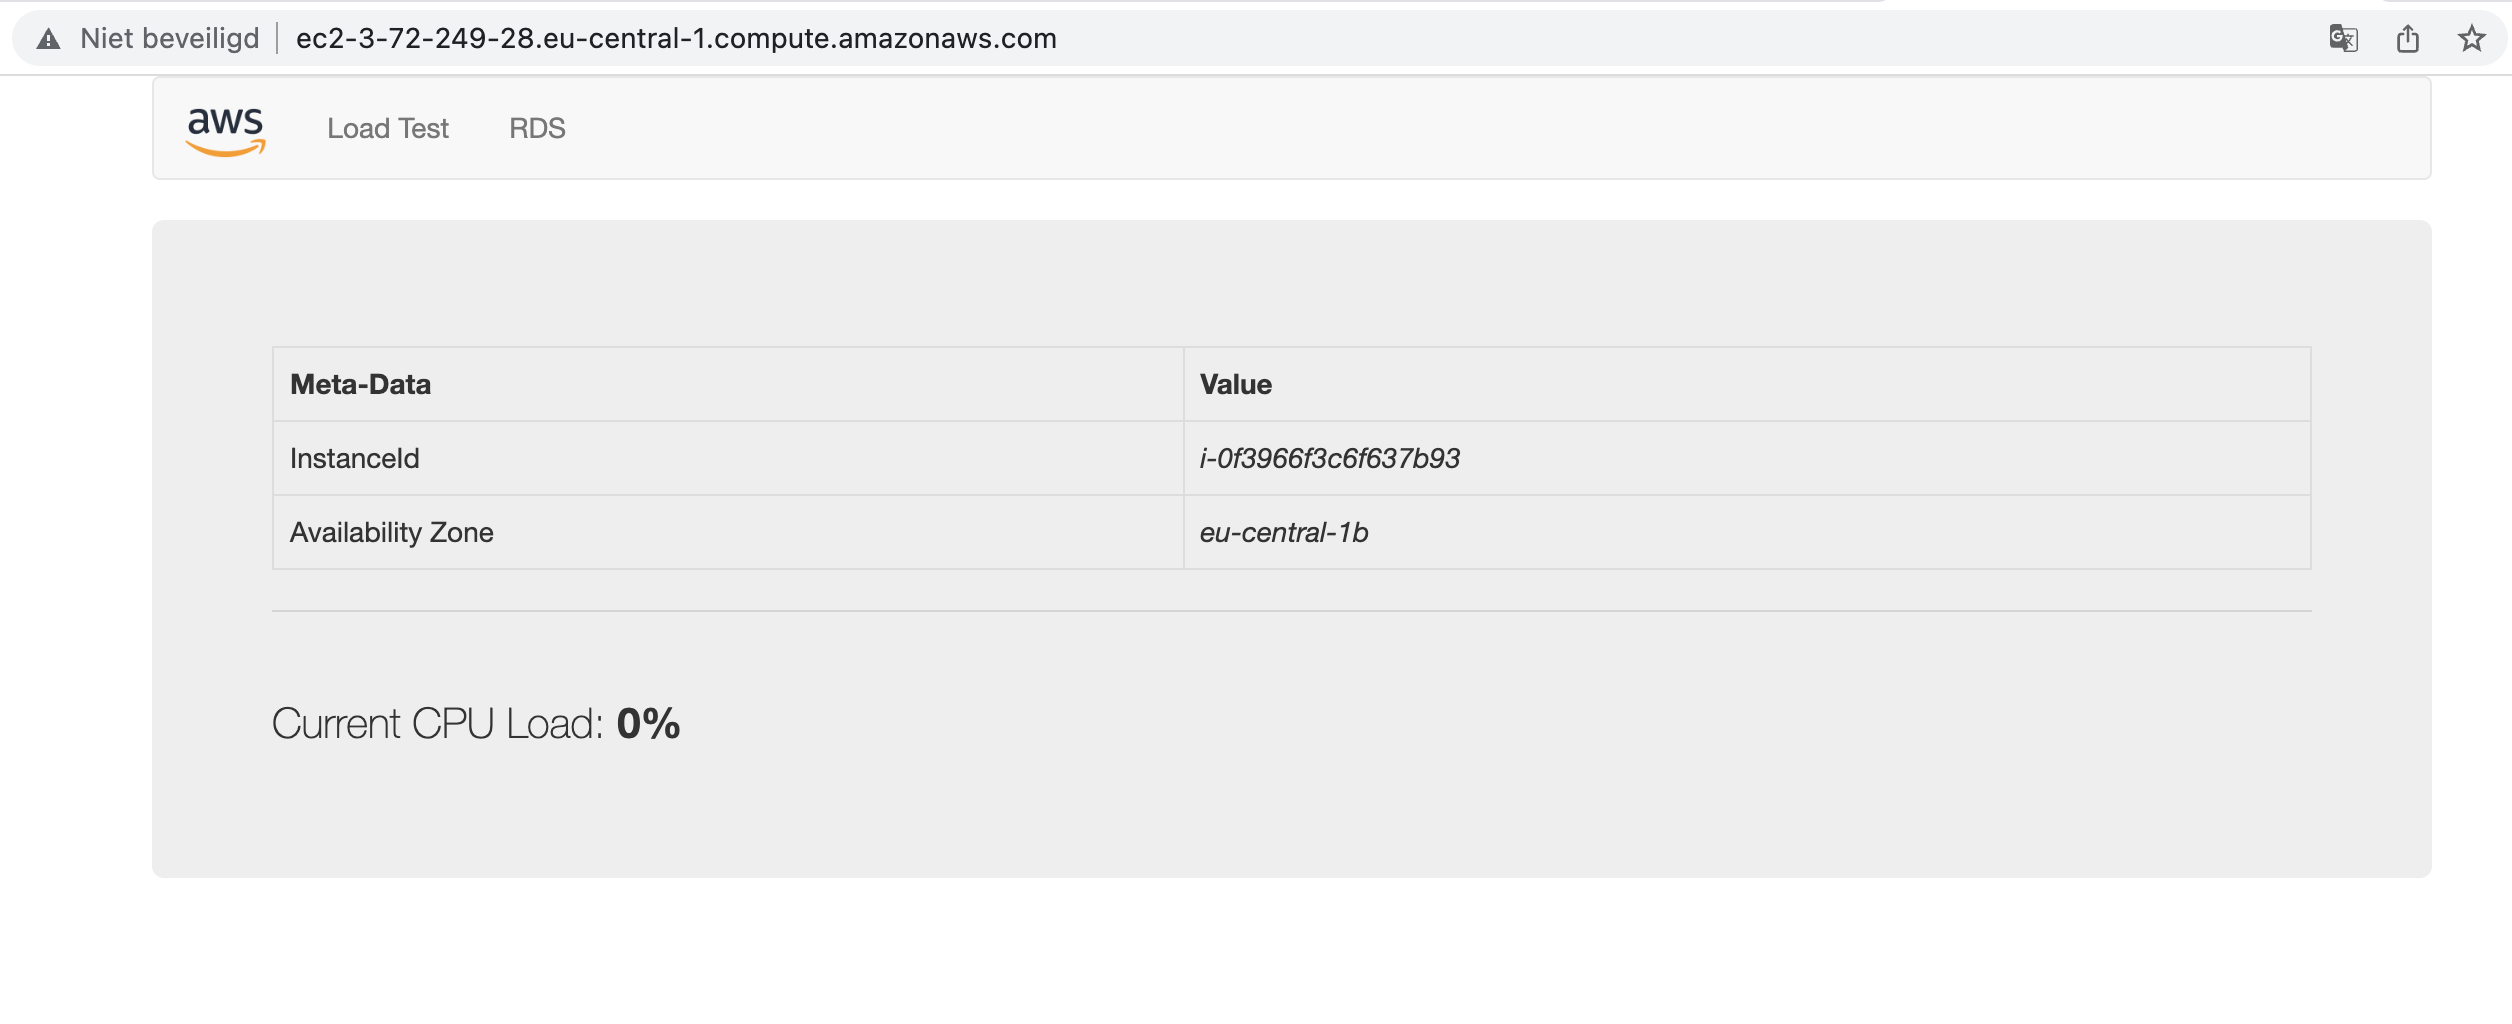 Niet beveiligd ec2-3-72-249-28.eu-central-1.compute.amazonaws.com
aws Load Test RDS
Meta-Data Value
InstanceId i-0f3966f3c6f637b93
Availability Zone eu-central-1b
Current CPU Load: 0%